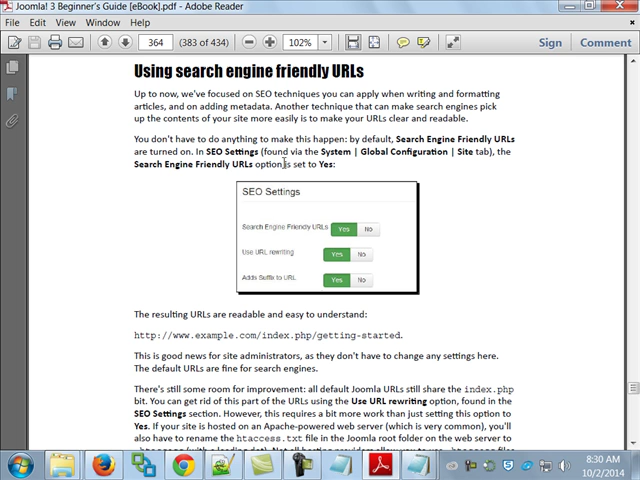 Joomla! 3 Beginner's Guide [eBook].pdf - Adobe Reader
File Edit View Window Help
364 (383 of 434) 102% Sign Comment
Using search engine friendly URLs
Up to now, we've focused on SEO techniques you can apply when writing and formatting
articles, and on adding metadata. Another technique that can make search engines pick
up the contents of your site more easily is to make your URLs clear and readable.
You don't have to do anything to make this happen: by default, Search Engine Friendly URLs
are turned on. In SEO Settings (found via the System | Global Configuration | Site tab), the
Search Engine Friendly URLs option is set to Yes:
SEO Settings
Search Engine Friendly URLs Yes No
Use URL rewriting Yes No
Adds Suffix to URL Yes No
The resulting URLs are readable and easy to understand:
http://www.example.com/index.php/getting-started.
This is good news for site administrators, as they don't have to change any settings here.
The default URLs are fine for search engines.
There's still some room for improvement: all default Joomla URLs still share the index.php
bit. You can get rid of this part of the URLs using the Use URL rewriting option, found in the
SEO Settings section. However, this requires a bit more work than just setting this option to
Yes. If your site is hosted on an Apache-powered web server (which is very common), you'll
also have to rename the htaccess.txt file in the Joomla root folder on the web server to
8:30 AM
10/2/2014